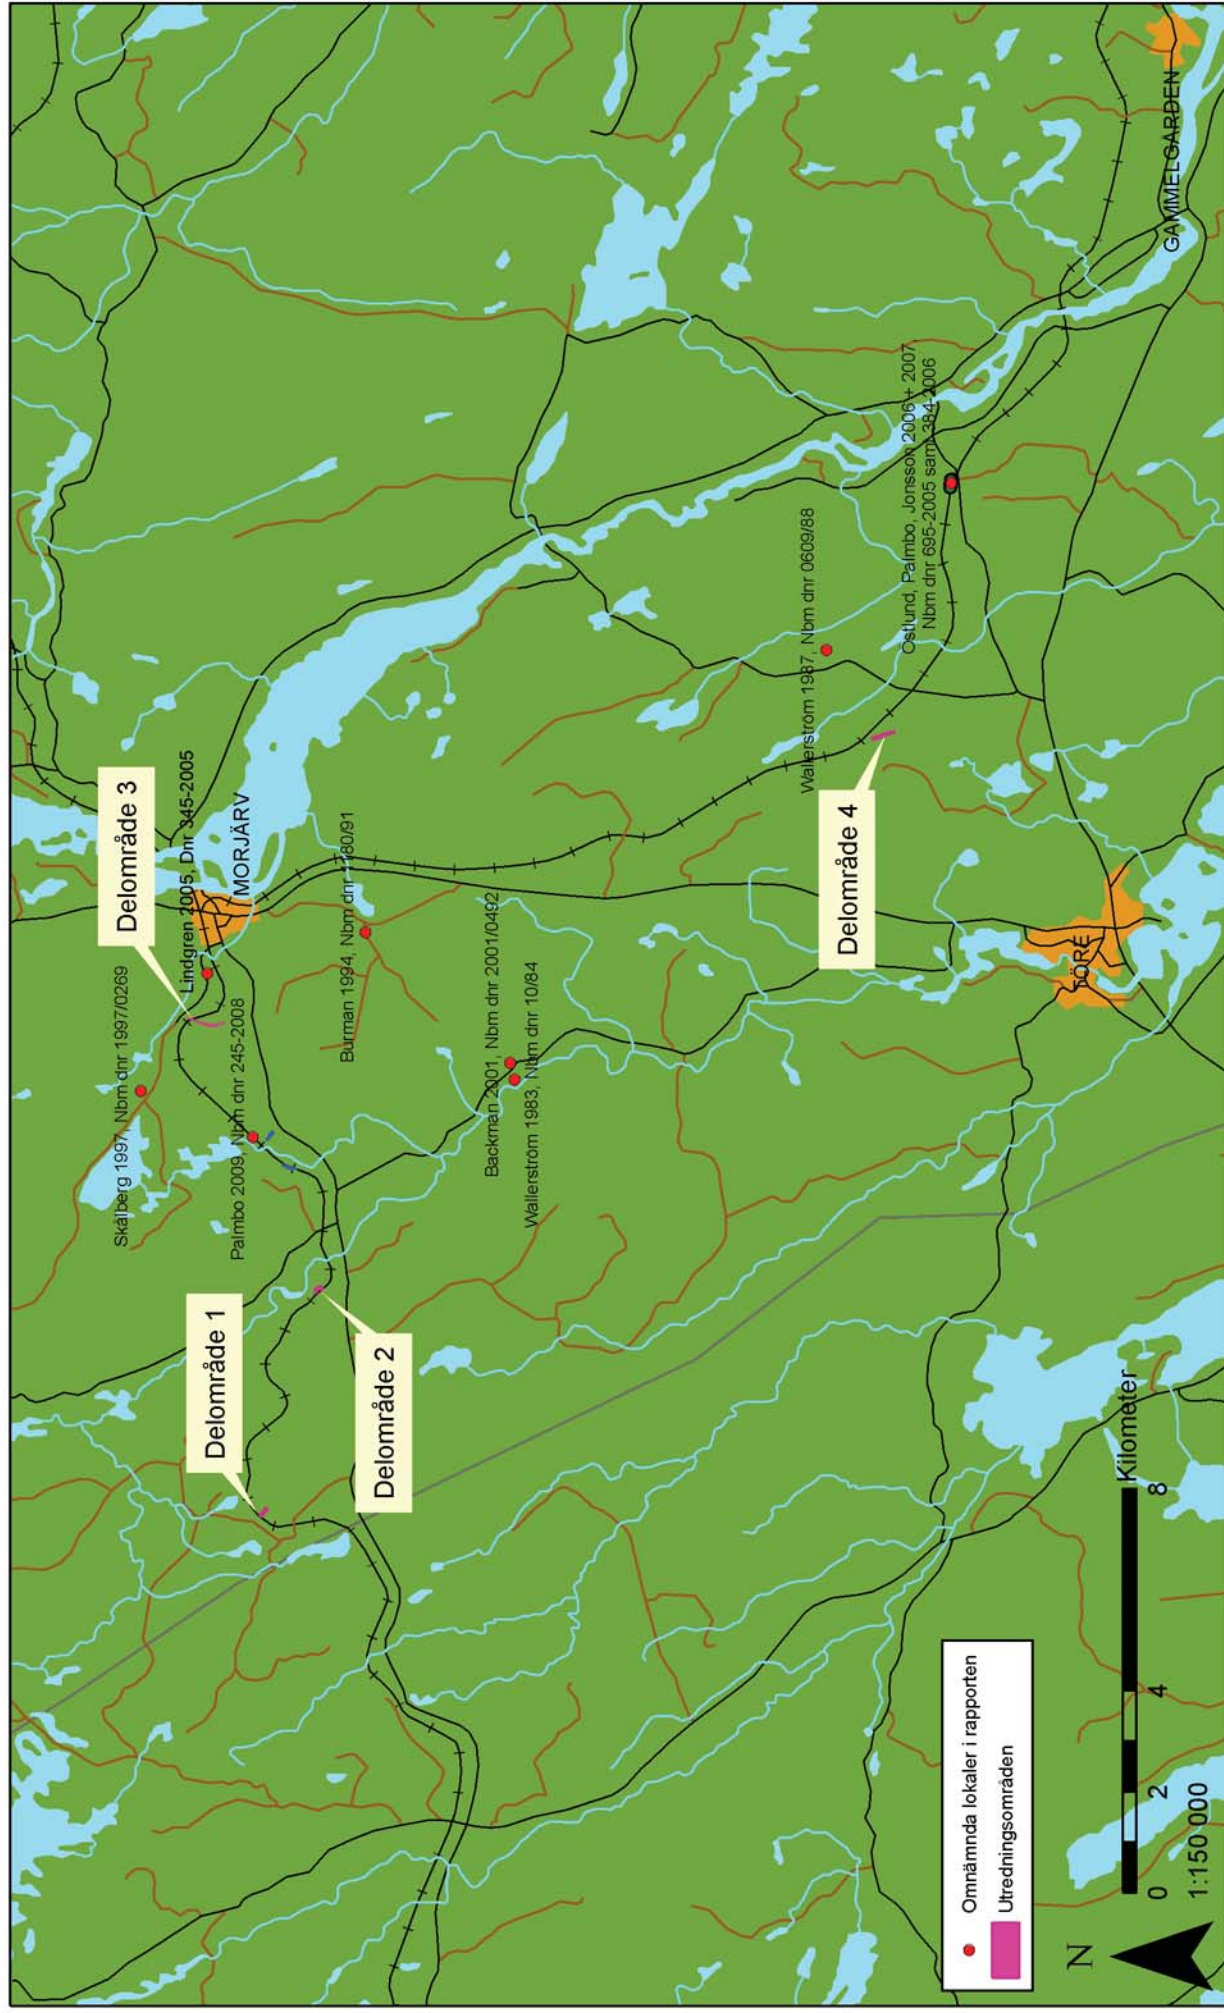 Delområde 1
Delområde 2
Delområde 3
Delområde 4
Skålberg 1997, Nbm dnr 1997/0269
Palmbo 2009, Nbm dnr 245-2008
Lindgren 2005, Dnr 345-2005
MORJÄRV
Burman 1994, Nbm dnr 180/91
Backman 2001, Nbm dnr 2001/0492
Wallerström 1983, Nbm dnr 10/84
Wallerström 1987, Nbm dnr 0609/88
Östlund, Palmbo, Jonsson 2006 + 2007,
Nbm dnr 695-2005 samt 384-2006
TÖRE
GAMMELGÅRDEN
Omnämnda lokaler i rapporten
Utredningsområden
N
0 2 4 8
Kilometer
1:150 000